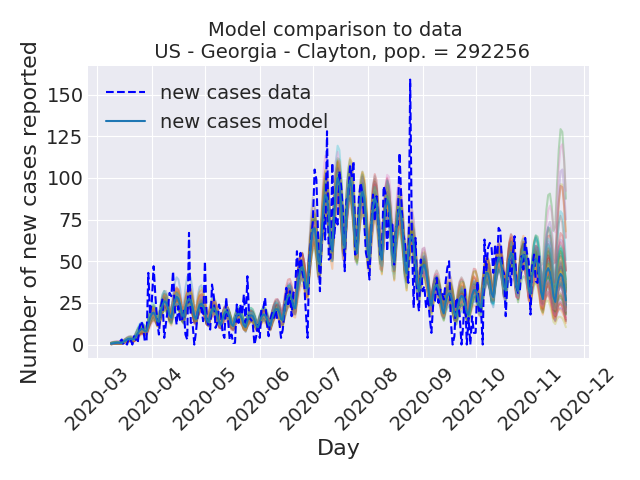 Model comparison to data
US - Georgia - Clayton, pop. = 292256
Number of new cases reported
150
125
100
75
50
25
0
new cases data
new cases model
2020-03
2020-04
2020-05
2020-06
2020-07
2020-08
2020-09
2020-10
2020-11
2020-12
Day